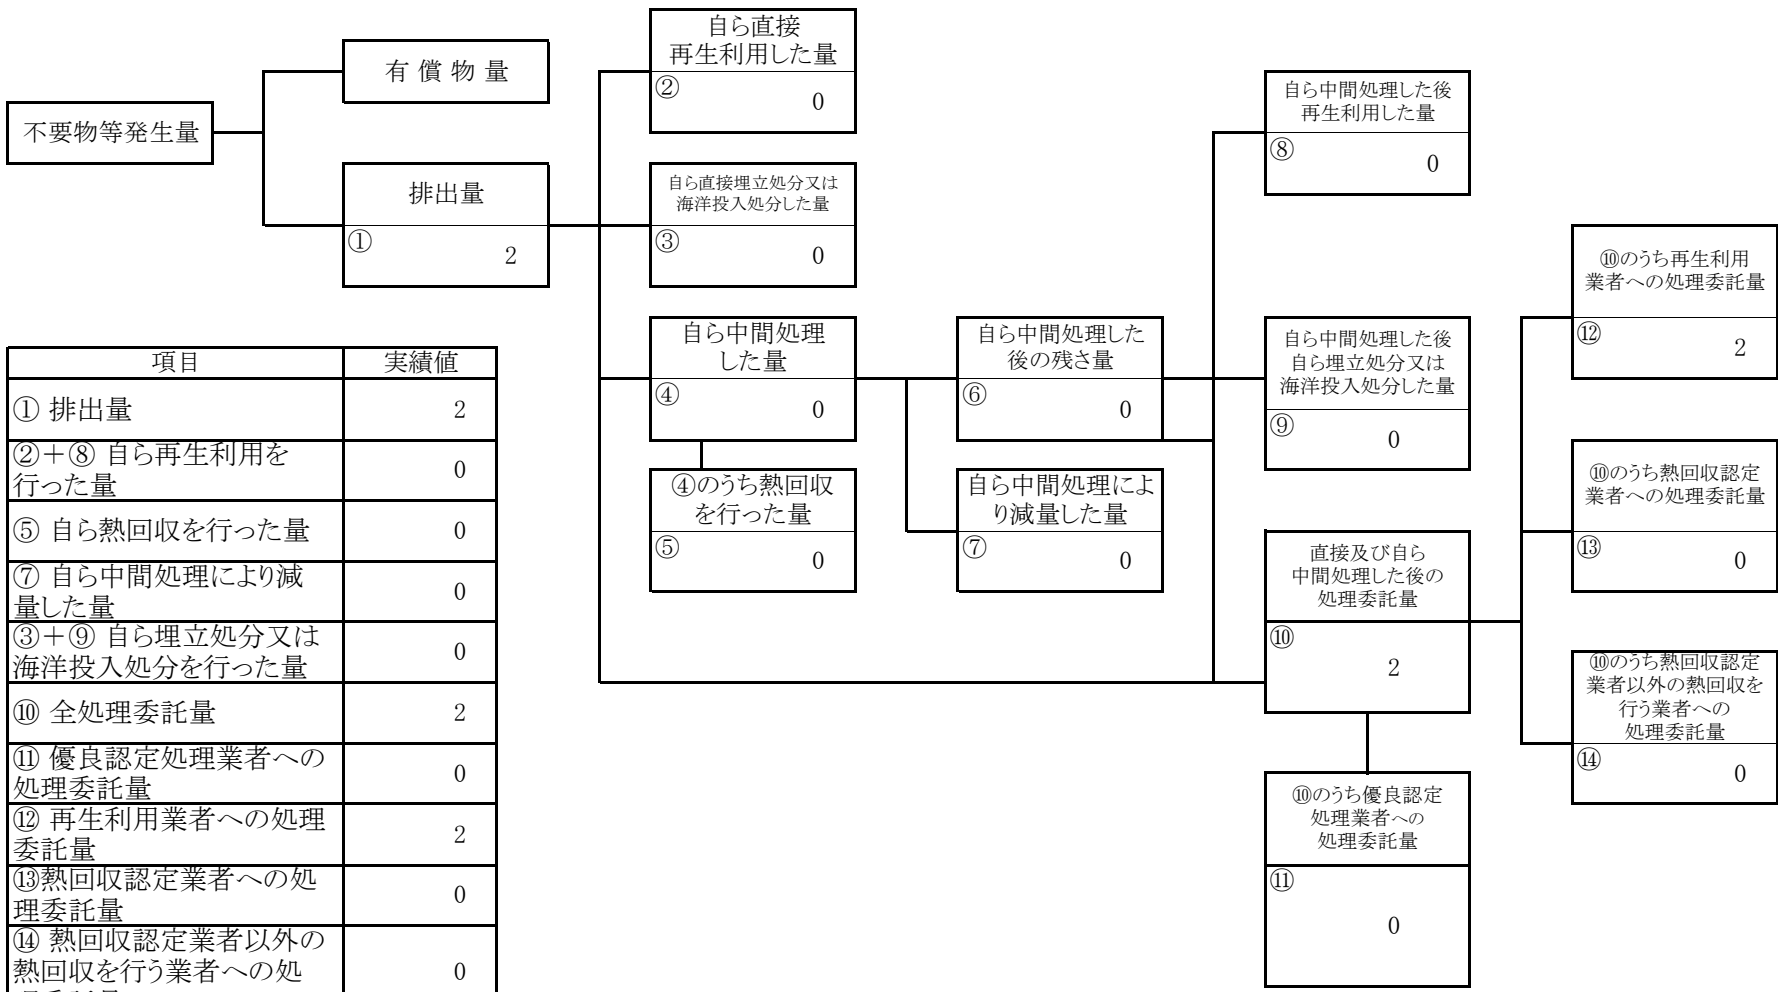 不要物等発生量
有 償 物 量
排出量
①
2
自ら直接
再生利用した量
②
0
自ら直接埋立処分又は
海洋投入処分した量
③
0
自ら中間処理
した量
④
0
④のうち熱回収
を行った量
⑤
0
自ら中間処理した
後の残さ量
⑥
0
自ら中間処理によ
り減量した量
⑦
0
自ら中間処理した後
再生利用した量
⑧
0
自ら中間処理した後
自ら埋立処分又は
海洋投入処分した量
⑨
0
直接及び自ら
中間処理した後の
処理委託量
⑩
2
⑩のうち優良認定
処理業者への
処理委託量
⑪
0
⑩のうち再生利用
業者への処理委託量
⑫
2
⑩のうち熱回収認定
業者への処理委託量
⑬
0
⑩のうち熱回収認定
業者以外の熱回収を
行う業者への
処理委託量
⑭
0
項目 実績値
① 排出量 2
②＋⑧ 自ら再生利用を
行った量 0
⑤ 自ら熱回収を行った量 0
⑦ 自ら中間処理により減
量した量 0
③＋⑨ 自ら埋立処分又は
海洋投入処分を行った量 0
⑩ 全処理委託量 2
⑪ 優良認定処理業者への
処理委託量 0
⑫ 再生利用業者への処理
委託量 2
⑬熱回収認定業者への処
理委託量 0
⑭ 熱回収認定業者以外の
熱回収を行う業者への処 0